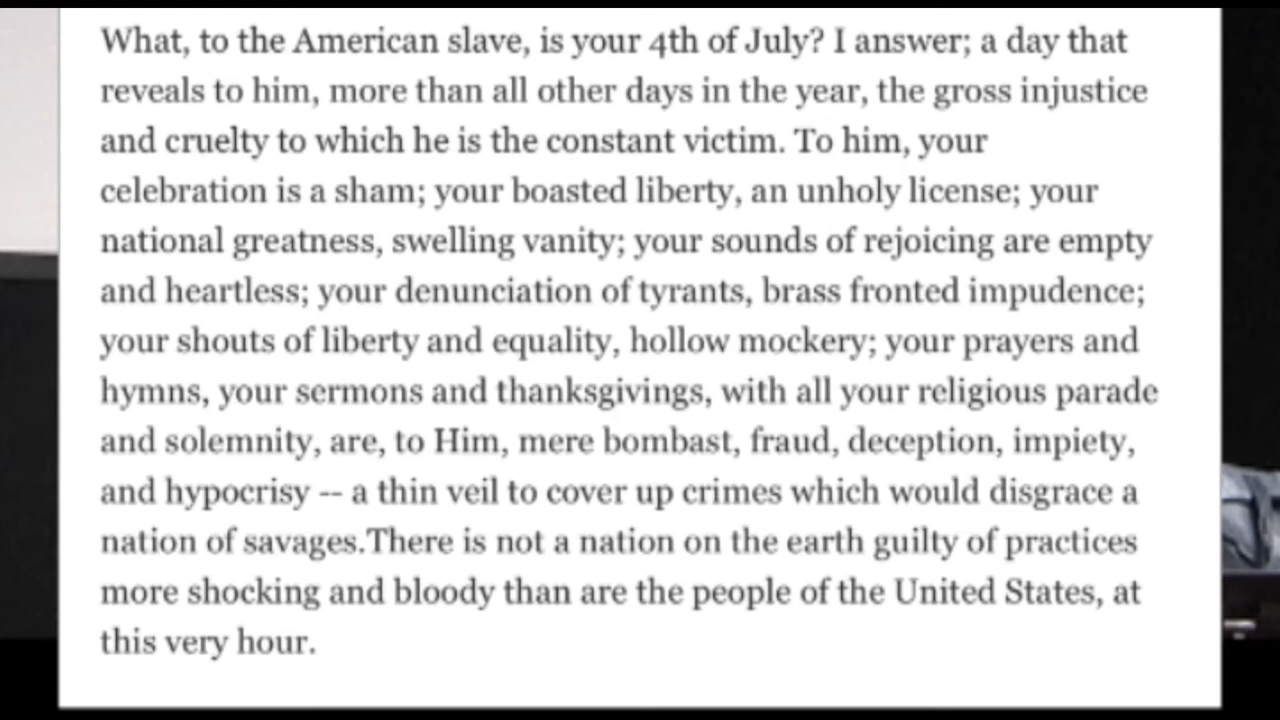 What, to the American slave, is your 4th of July? I answer; a day that
reveals to him, more than all other days in the year, the gross injustice
and cruelty to which he is the constant victim. To him, your
celebration is a sham; your boasted liberty, an unholy license; your
national greatness, swelling vanity; your sounds of rejoicing are empty
and heartless; your denunciation of tyrants, brass fronted impudence;
your shouts of liberty and equality, hollow mockery; your prayers and
hymns, your sermons and thanksgivings, with all your religious parade
and solemnity, are, to Him, mere bombast, fraud, deception, impiety,
and hypocrisy -- a thin veil to cover up crimes which would disgrace a
nation of savages.There is not a nation on the earth guilty of practices
more shocking and bloody than are the people of the United States, at
this very hour.